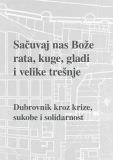 Sačuvaj nas Bože
rata, kuge, gladi
i velike trešnje
Dubrovnik kroz krize,
sukobe i solidarnost